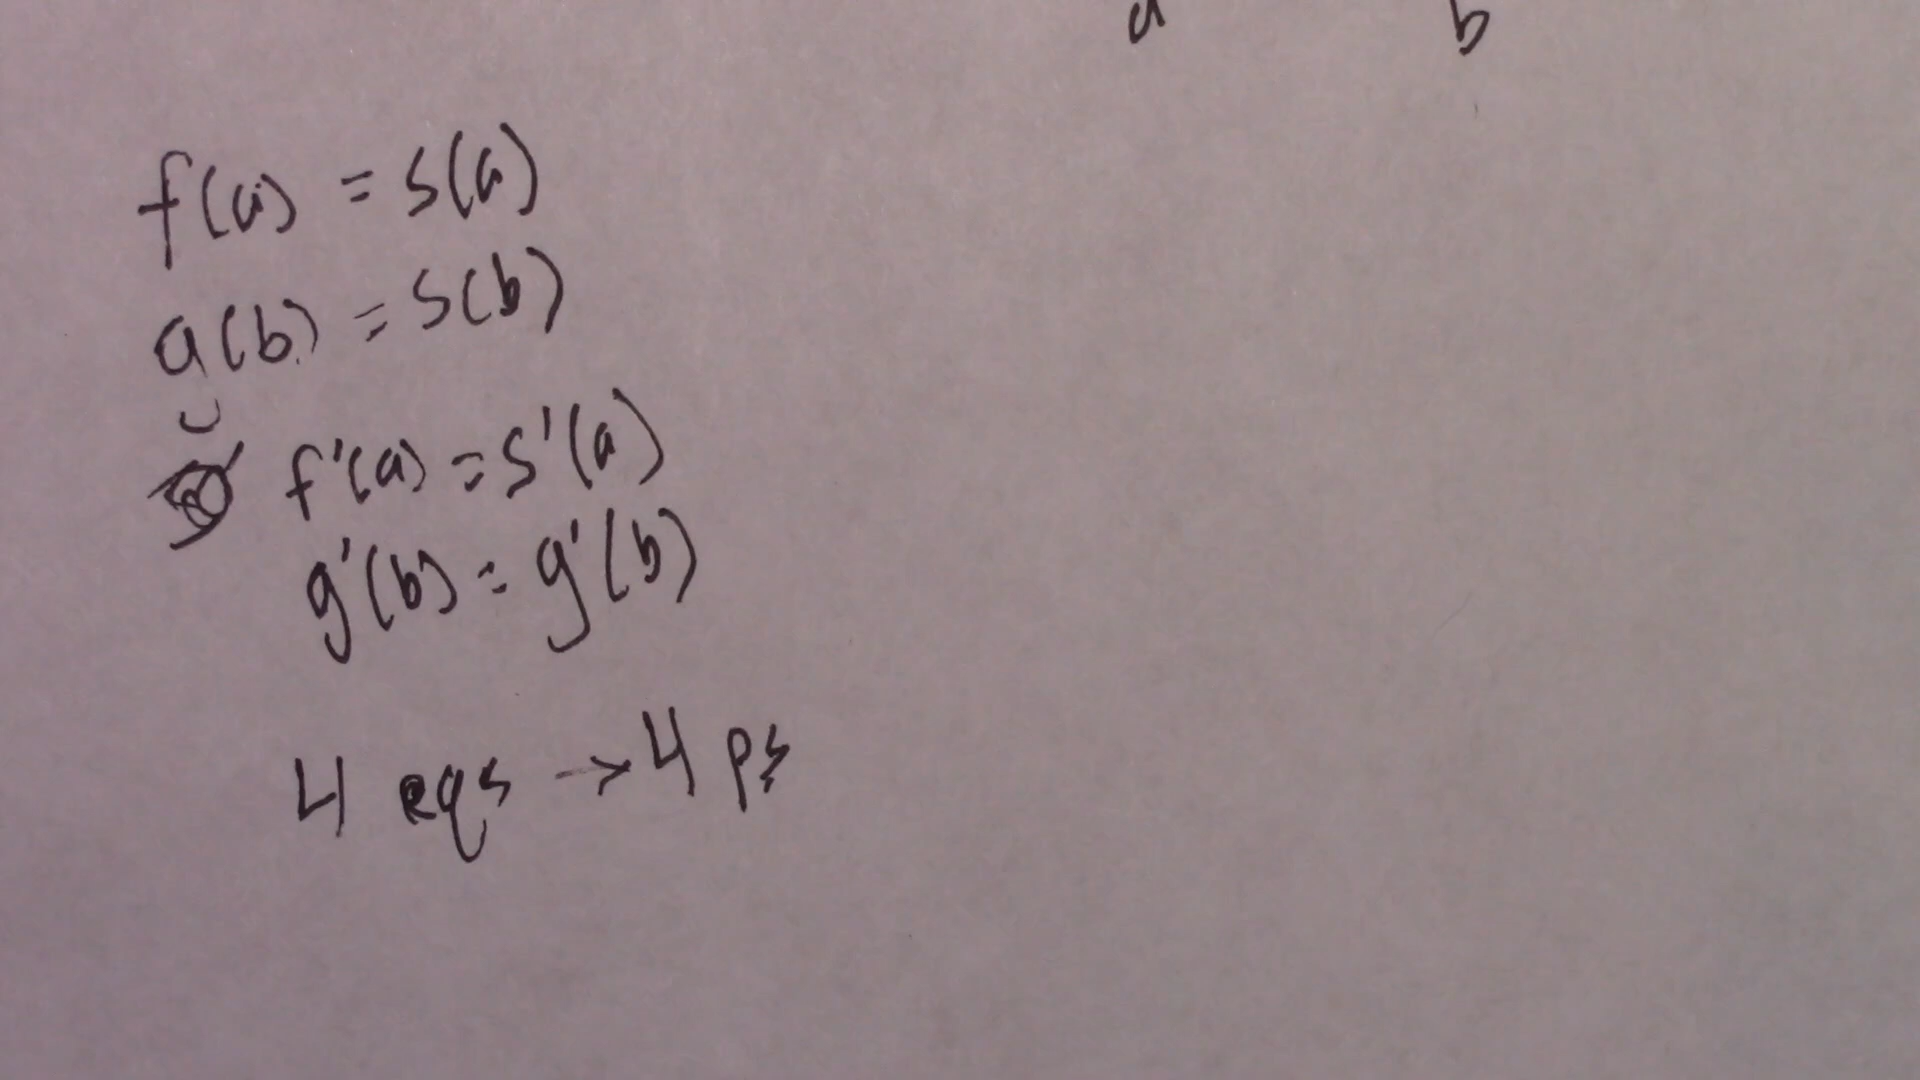 a b
f(a) = s(a)
g(b) = s(b)
f'(a) = s'(a)
g'(b) = g'(b)
4 eqs → 4 ps